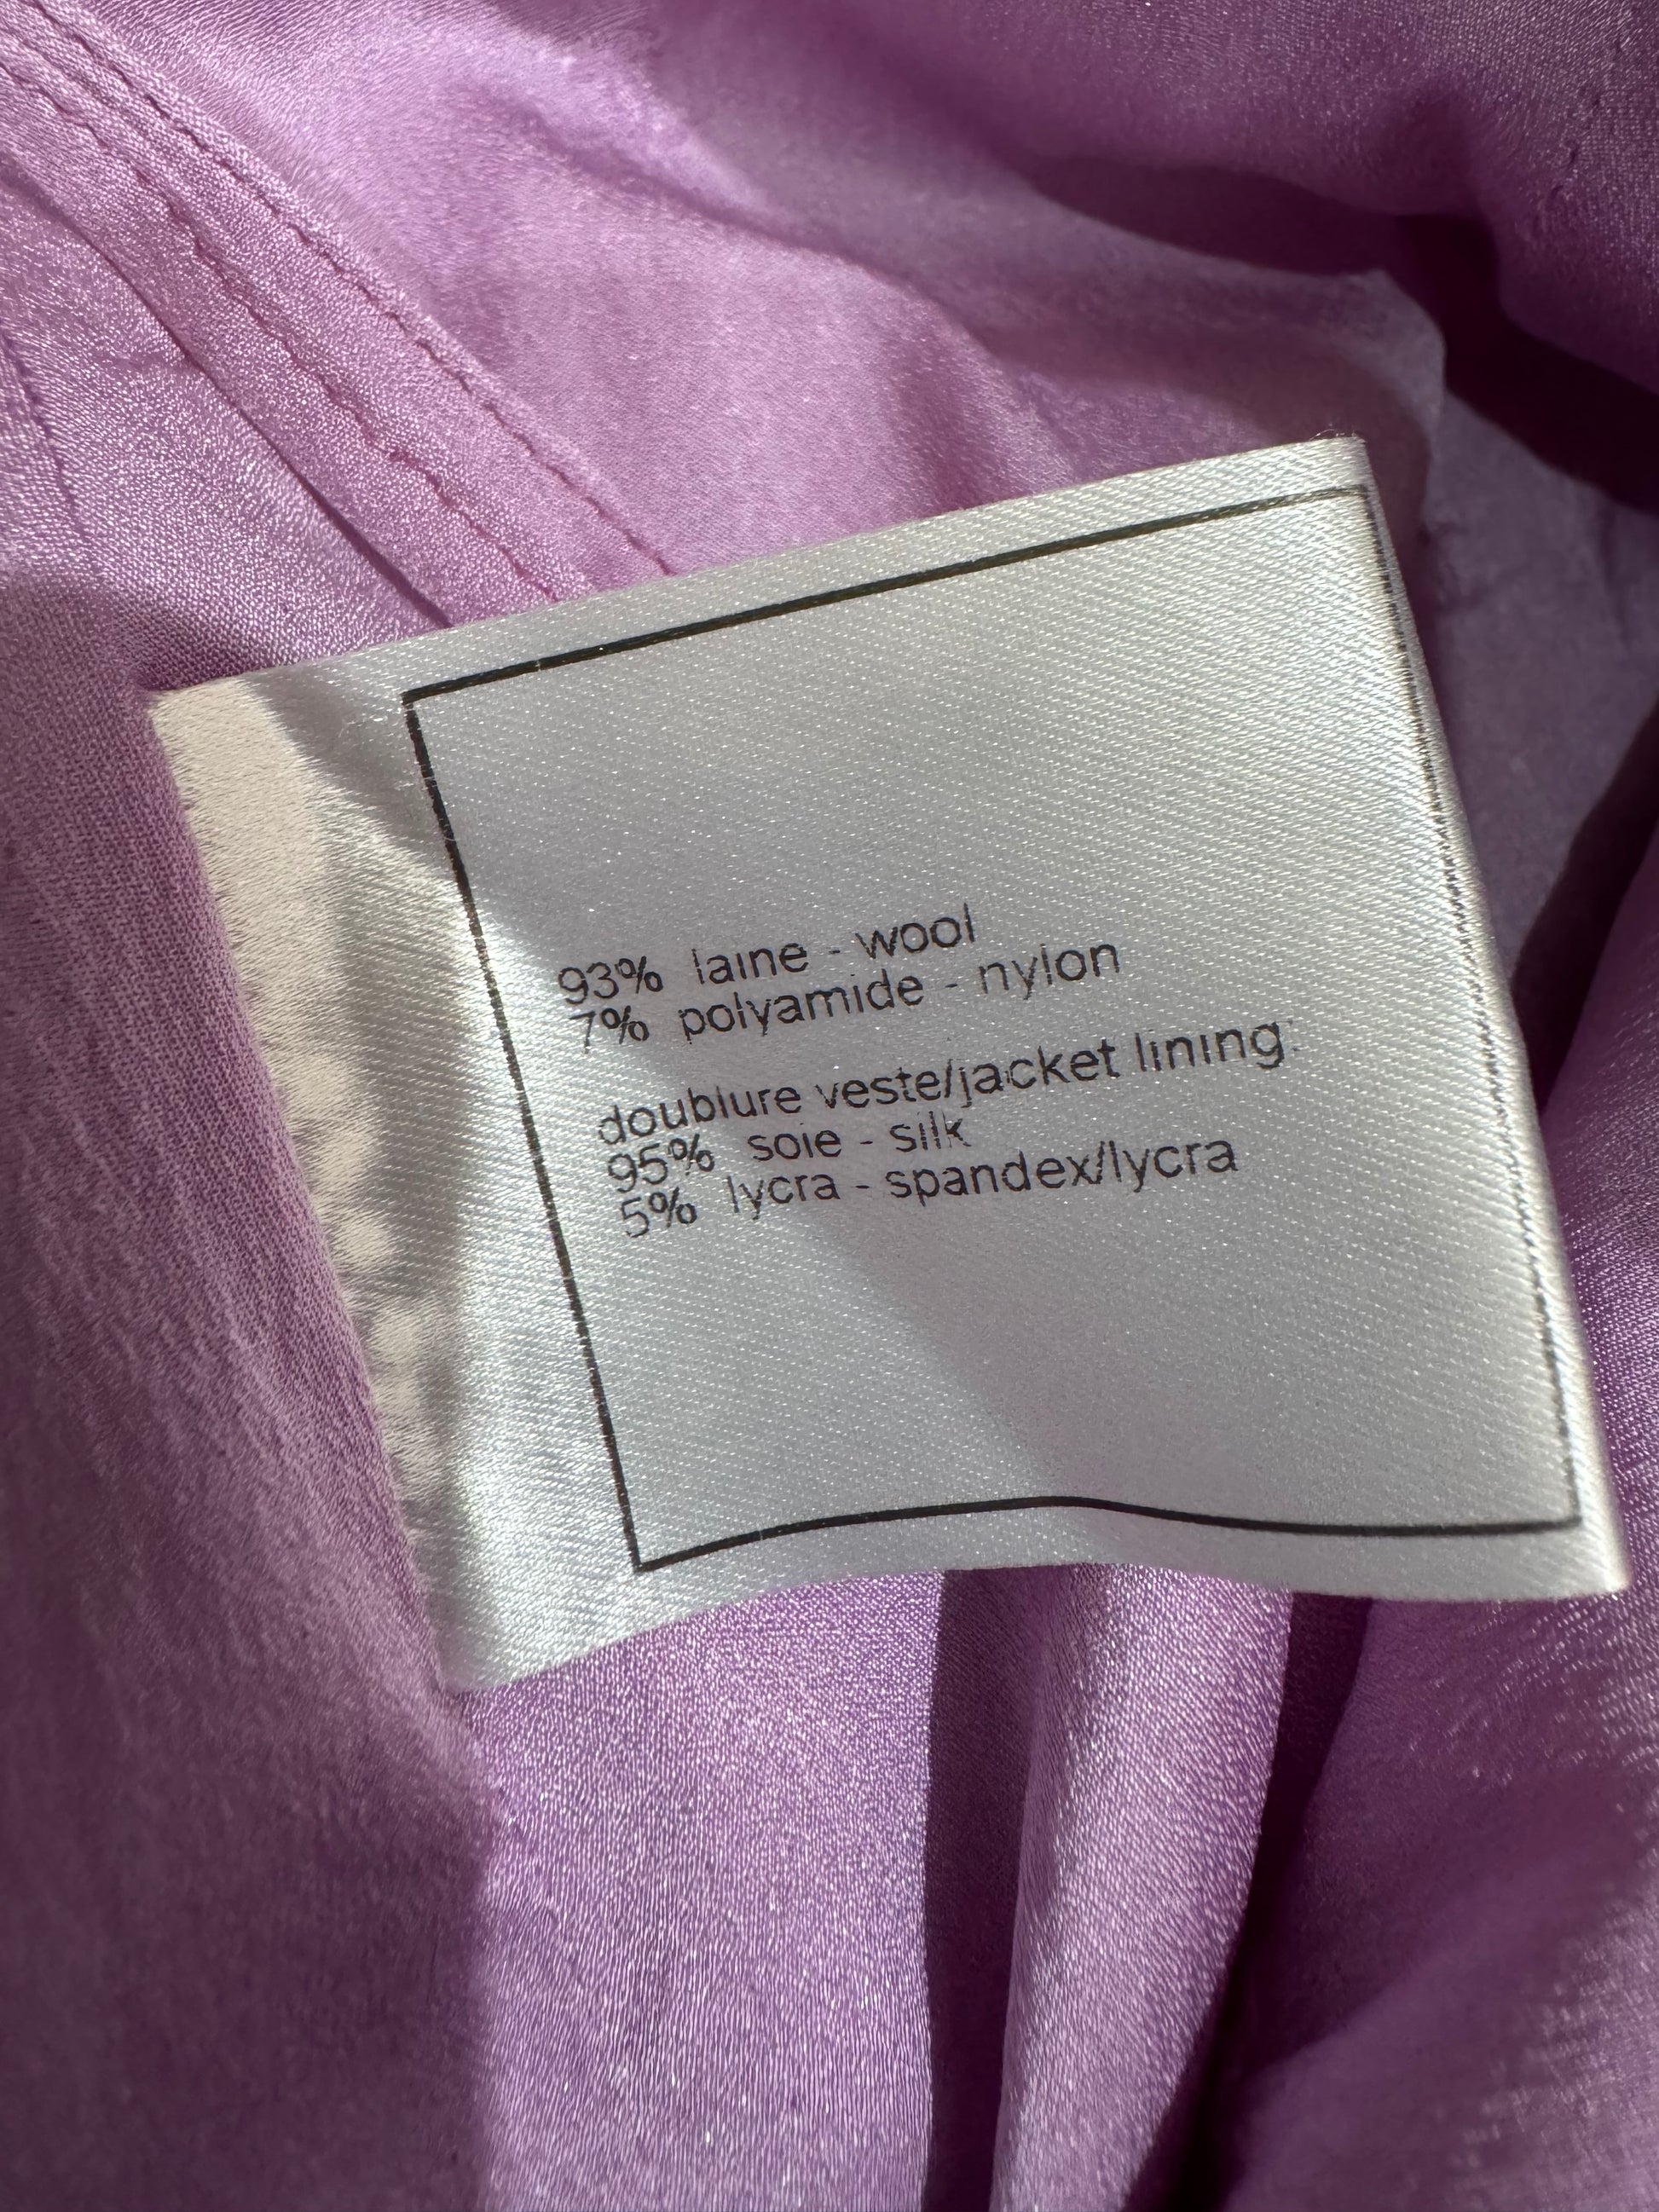 93% laine - wool
7% polyamide - nylon
doublure veste/jacket lining:
95% soie - silk
5% lycra - spandex/lycra